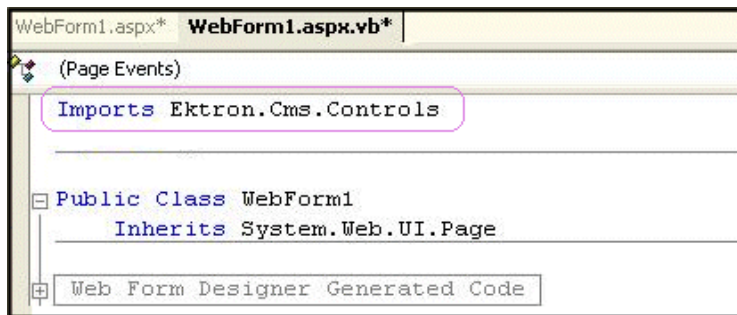 WebForm1.aspx* WebForm1.aspx.vb*
(Page Events)
Imports Ektron.Cms.Controls
Public Class WebForm1
Inherits System.Web.UI.Page
Web Form Designer Generated Code